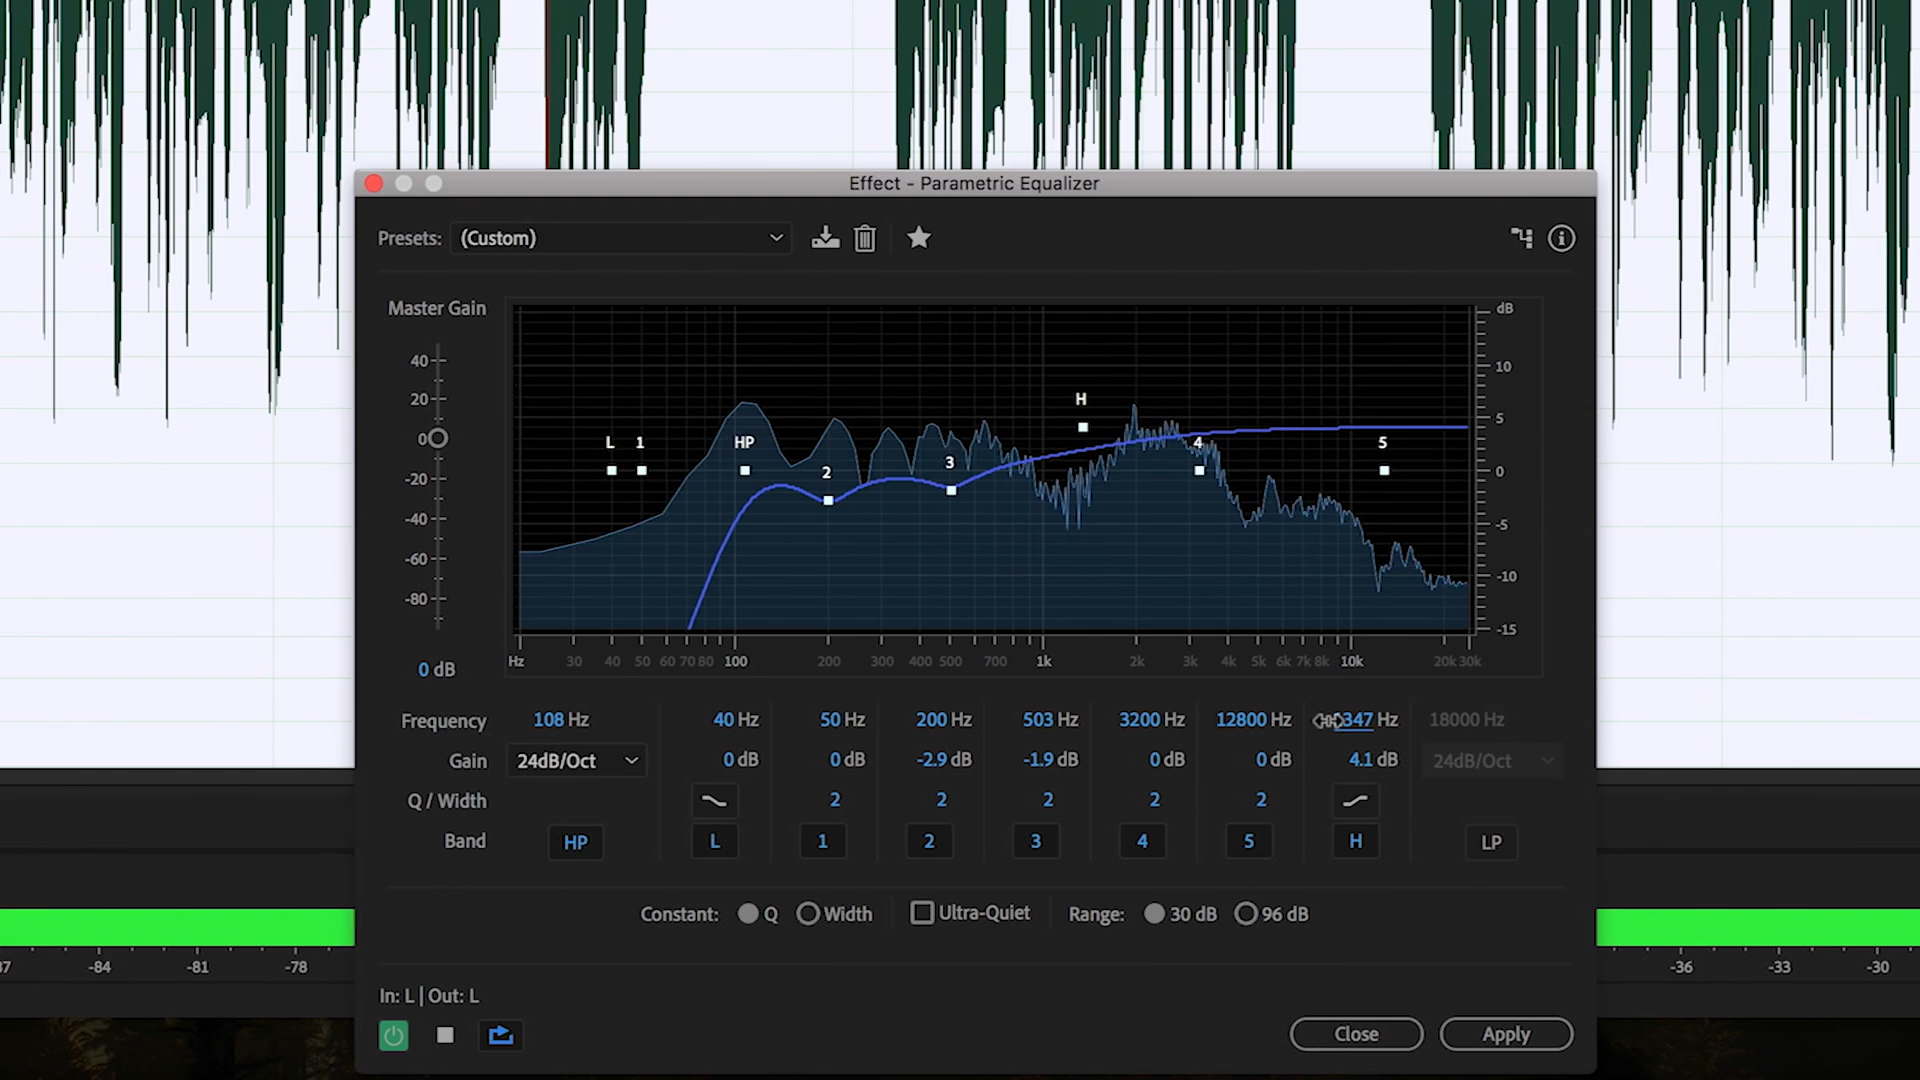 Effect - Parametric Equalizer
Presets: (Custom)
Master Gain
dB
H
40
10
20
5
0
L 1 HP 4 5
2 3
0
-20
-40
-5
-60
-10
-80
-15
0 dB
Hz 30 40 50 60 70 80 100 200 300 400 500 700 1k 2k 3k 4k 5k 6k 7k 8k 10k 20k 30k
Frequency 108 Hz 40 Hz 50 Hz 200 Hz 503 Hz 3200 Hz 12800 Hz 347 Hz 18000 Hz
Gain 24dB/Oct 0 dB 0 dB -2.9 dB -1.9 dB 0 dB 0 dB 4.1 dB 24dB/Oct
Q / Width 2 2 2 2 2
Band HP L 1 2 3 4 5 H LP
Constant: Q Width Ultra-Quiet Range: 30 dB 96 dB
-84 -81 -78 -36 -33 -30
In: L | Out: L
Close Apply